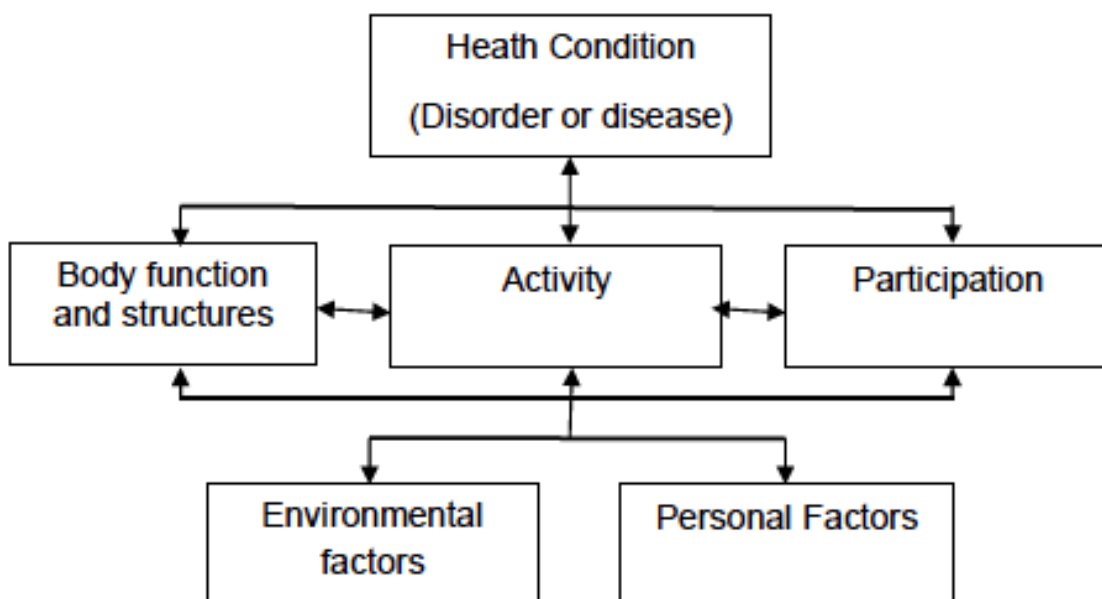 Heath Condition
(Disorder or disease)
Body function
and structures
Activity
Participation
Environmental
factors
Personal Factors